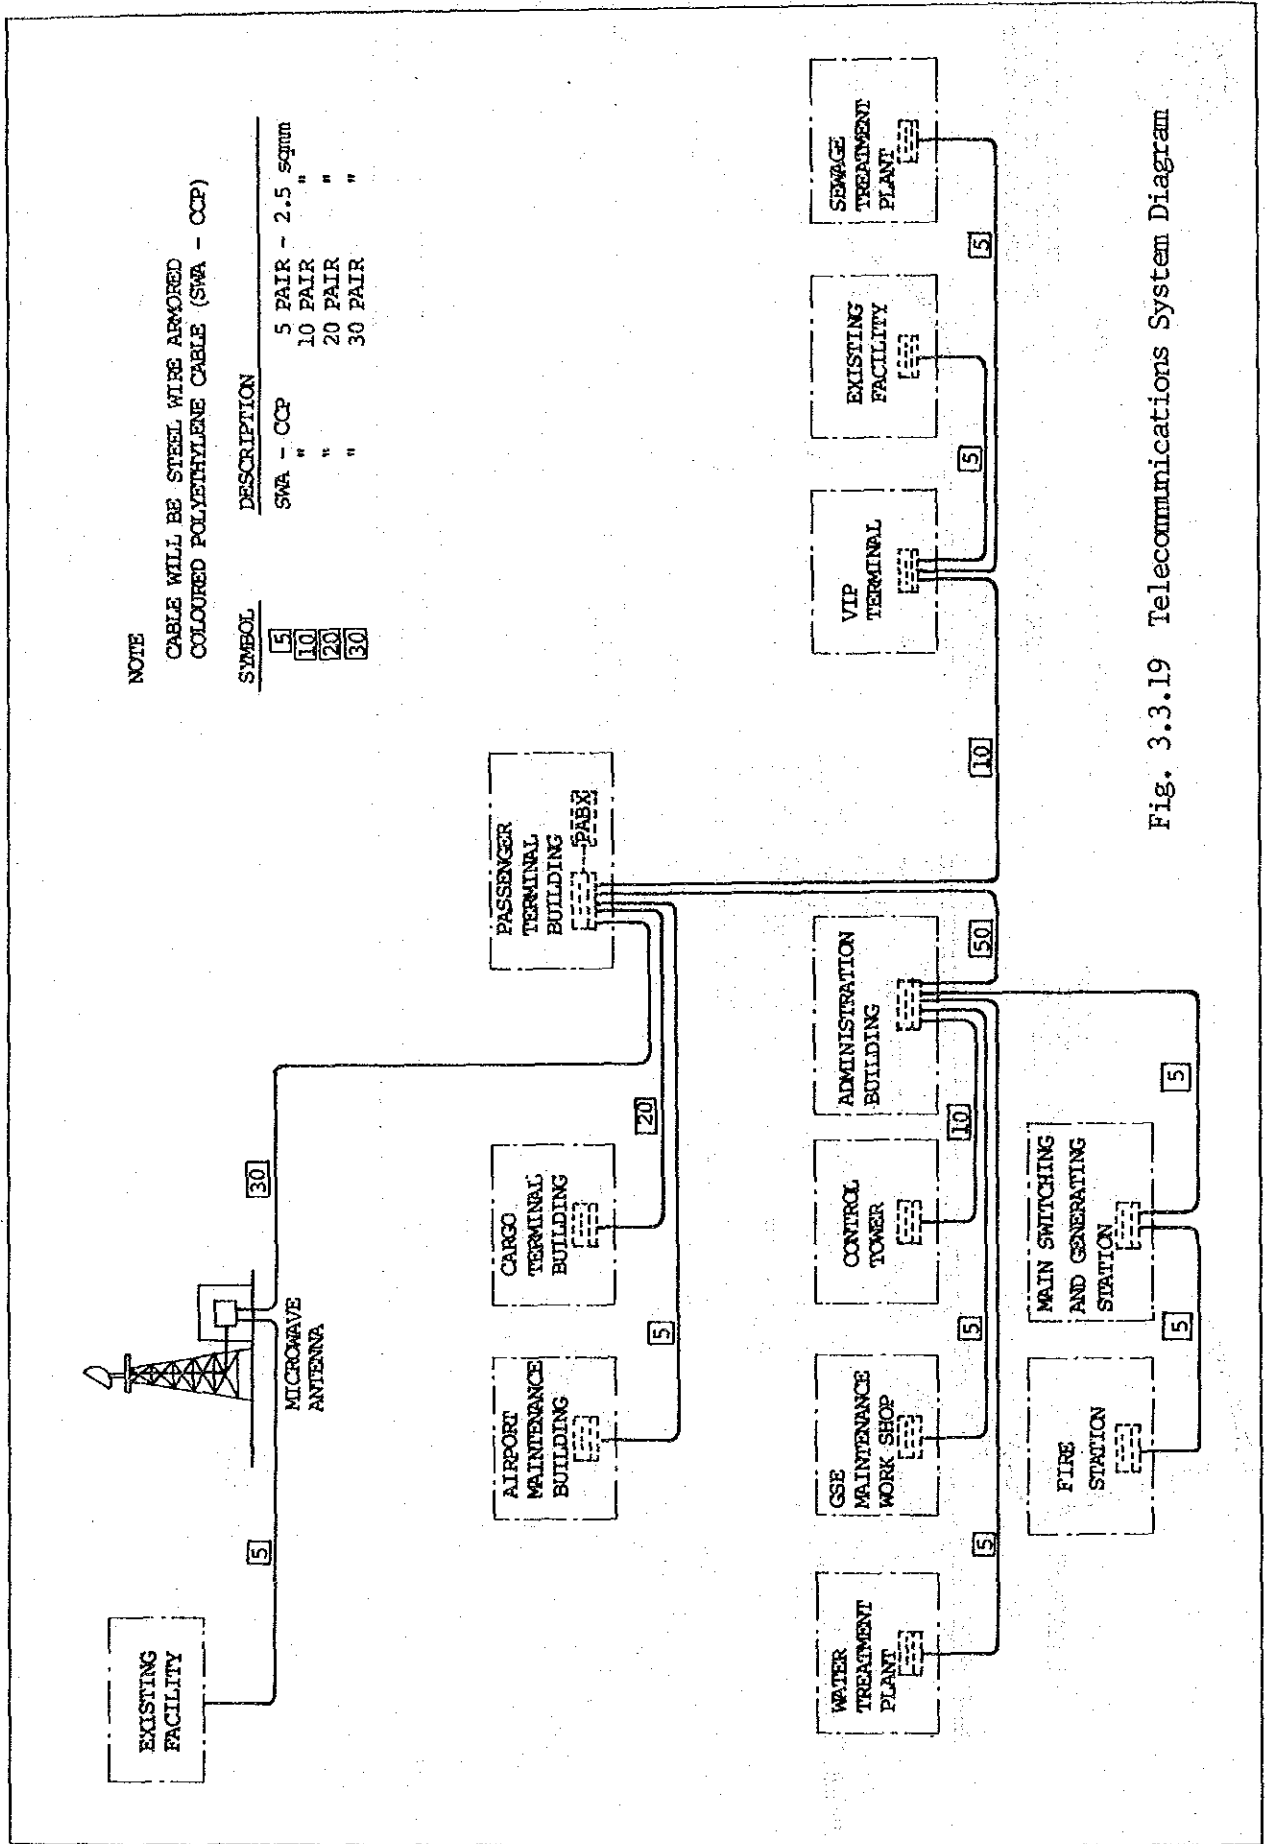 NOTE
CABLE WILL BE STEEL WIRE ARMORED
COLOURED POLYETHYLENE CABLE (SWA - CCP)
SYMBOL DESCRIPTION
5 SWA - CCP 5 PAIR - 2.5 sqmm
10 " 10 PAIR "
20 " 20 PAIR "
30 " 30 PAIR "
EXISTING
FACILITY
5
MICROWAVE
ANTENNA
30
PASSENGER
TERMINAL
BUILDING
PABX
AIRPORT
MAINTENANCE
BUILDING
5
CARGO
TERMINAL
BUILDING
20
WATER
TREATMENT
PLANT
5
GSE
MAINTENANCE
WORK SHOP
5
CONTROL
TOWER
10
ADMINISTRATION
BUILDING
50
10
VIP
TERMINAL
EXISTING
FACILITY
5
SEWAGE
TREATMENT
PLANT
5
FIRE
STATION
5
MAIN SWITCHING
AND GENERATING
STATION
5
Fig. 3.3.19 Telecommunications System Diagram